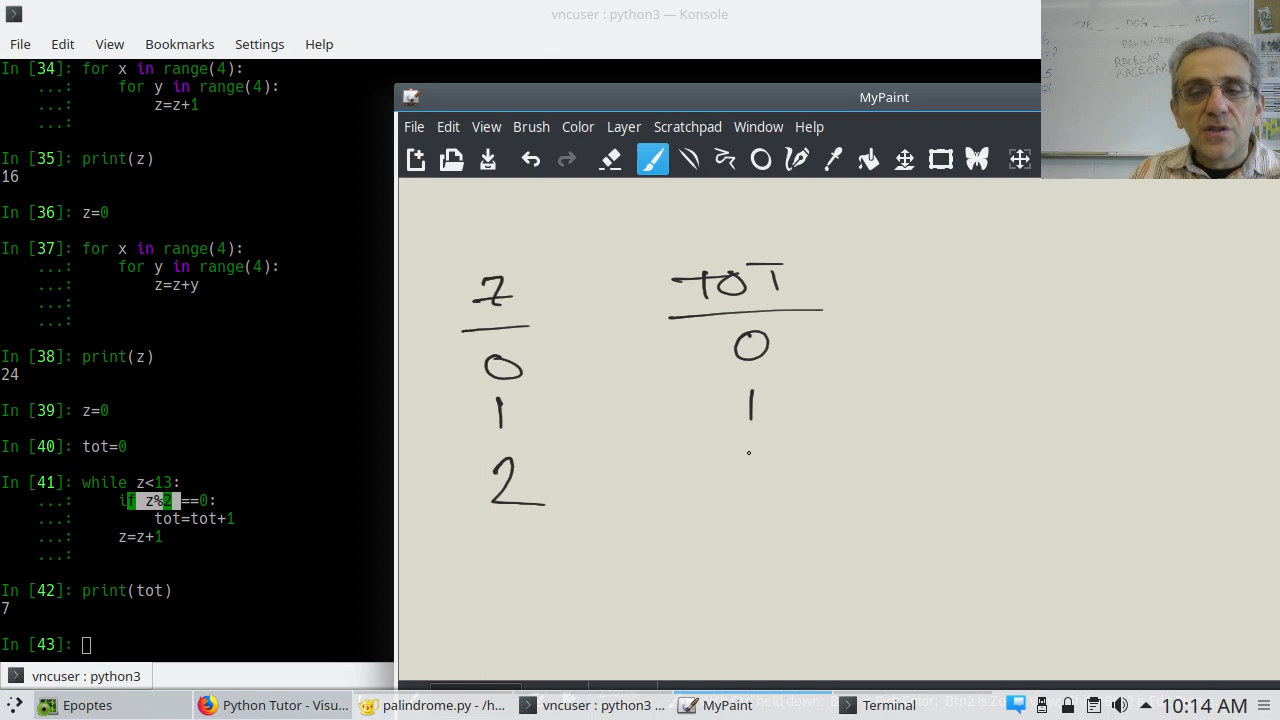 vncuser : python3 — Konsole
File Edit View Bookmarks Settings Help
In [34]: for x in range(4):
...: for y in range(4):
...: z=z+1
...:
In [35]: print(z)
16
In [36]: z=0
In [37]: for x in range(4):
...: for y in range(4):
...: z=z+y
...:
...:
In [38]: print(z)
24
In [39]: z=0
In [40]: tot=0
In [41]: while z<13:
...: if z%2 ==0:
...: tot=tot+1
...: z=z+1
...:
In [42]: print(tot)
7
In [43]:
vncuser : python3
MyPaint
File Edit View Brush Color Layer Scratchpad Window Help
z tot
0 0
1 1
2
THE _ _ DOG _ _ _ ATE
PALINDROME
RACECAR
RACECAR
Epoptes
Python Tutor - Visu...
palindrome.py - /h...
vncuser : python3 ...
MyPaint
Terminal
10:14 AM